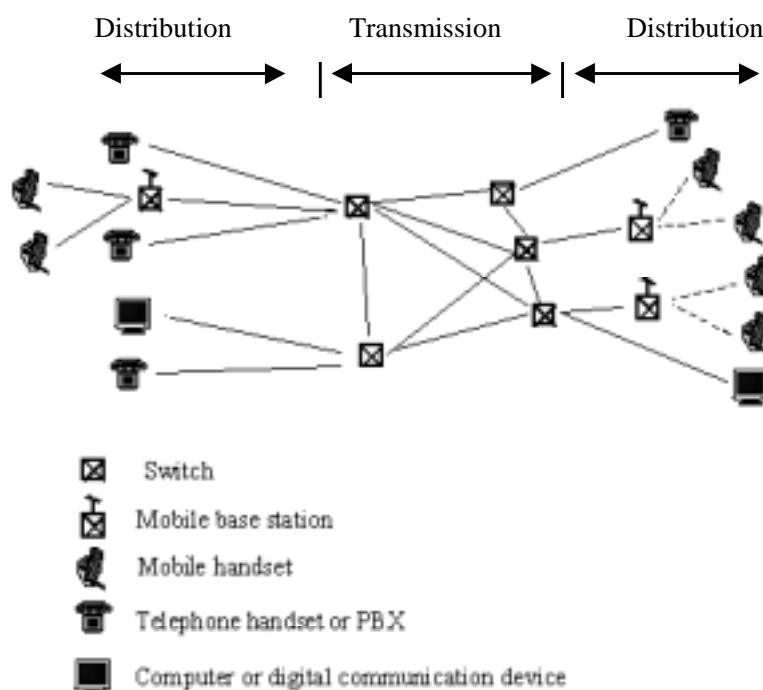 Distribution Transmission Distribution
Switch
Mobile base station
Mobile handset
Telephone handset or PBX
Computer or digital communication device